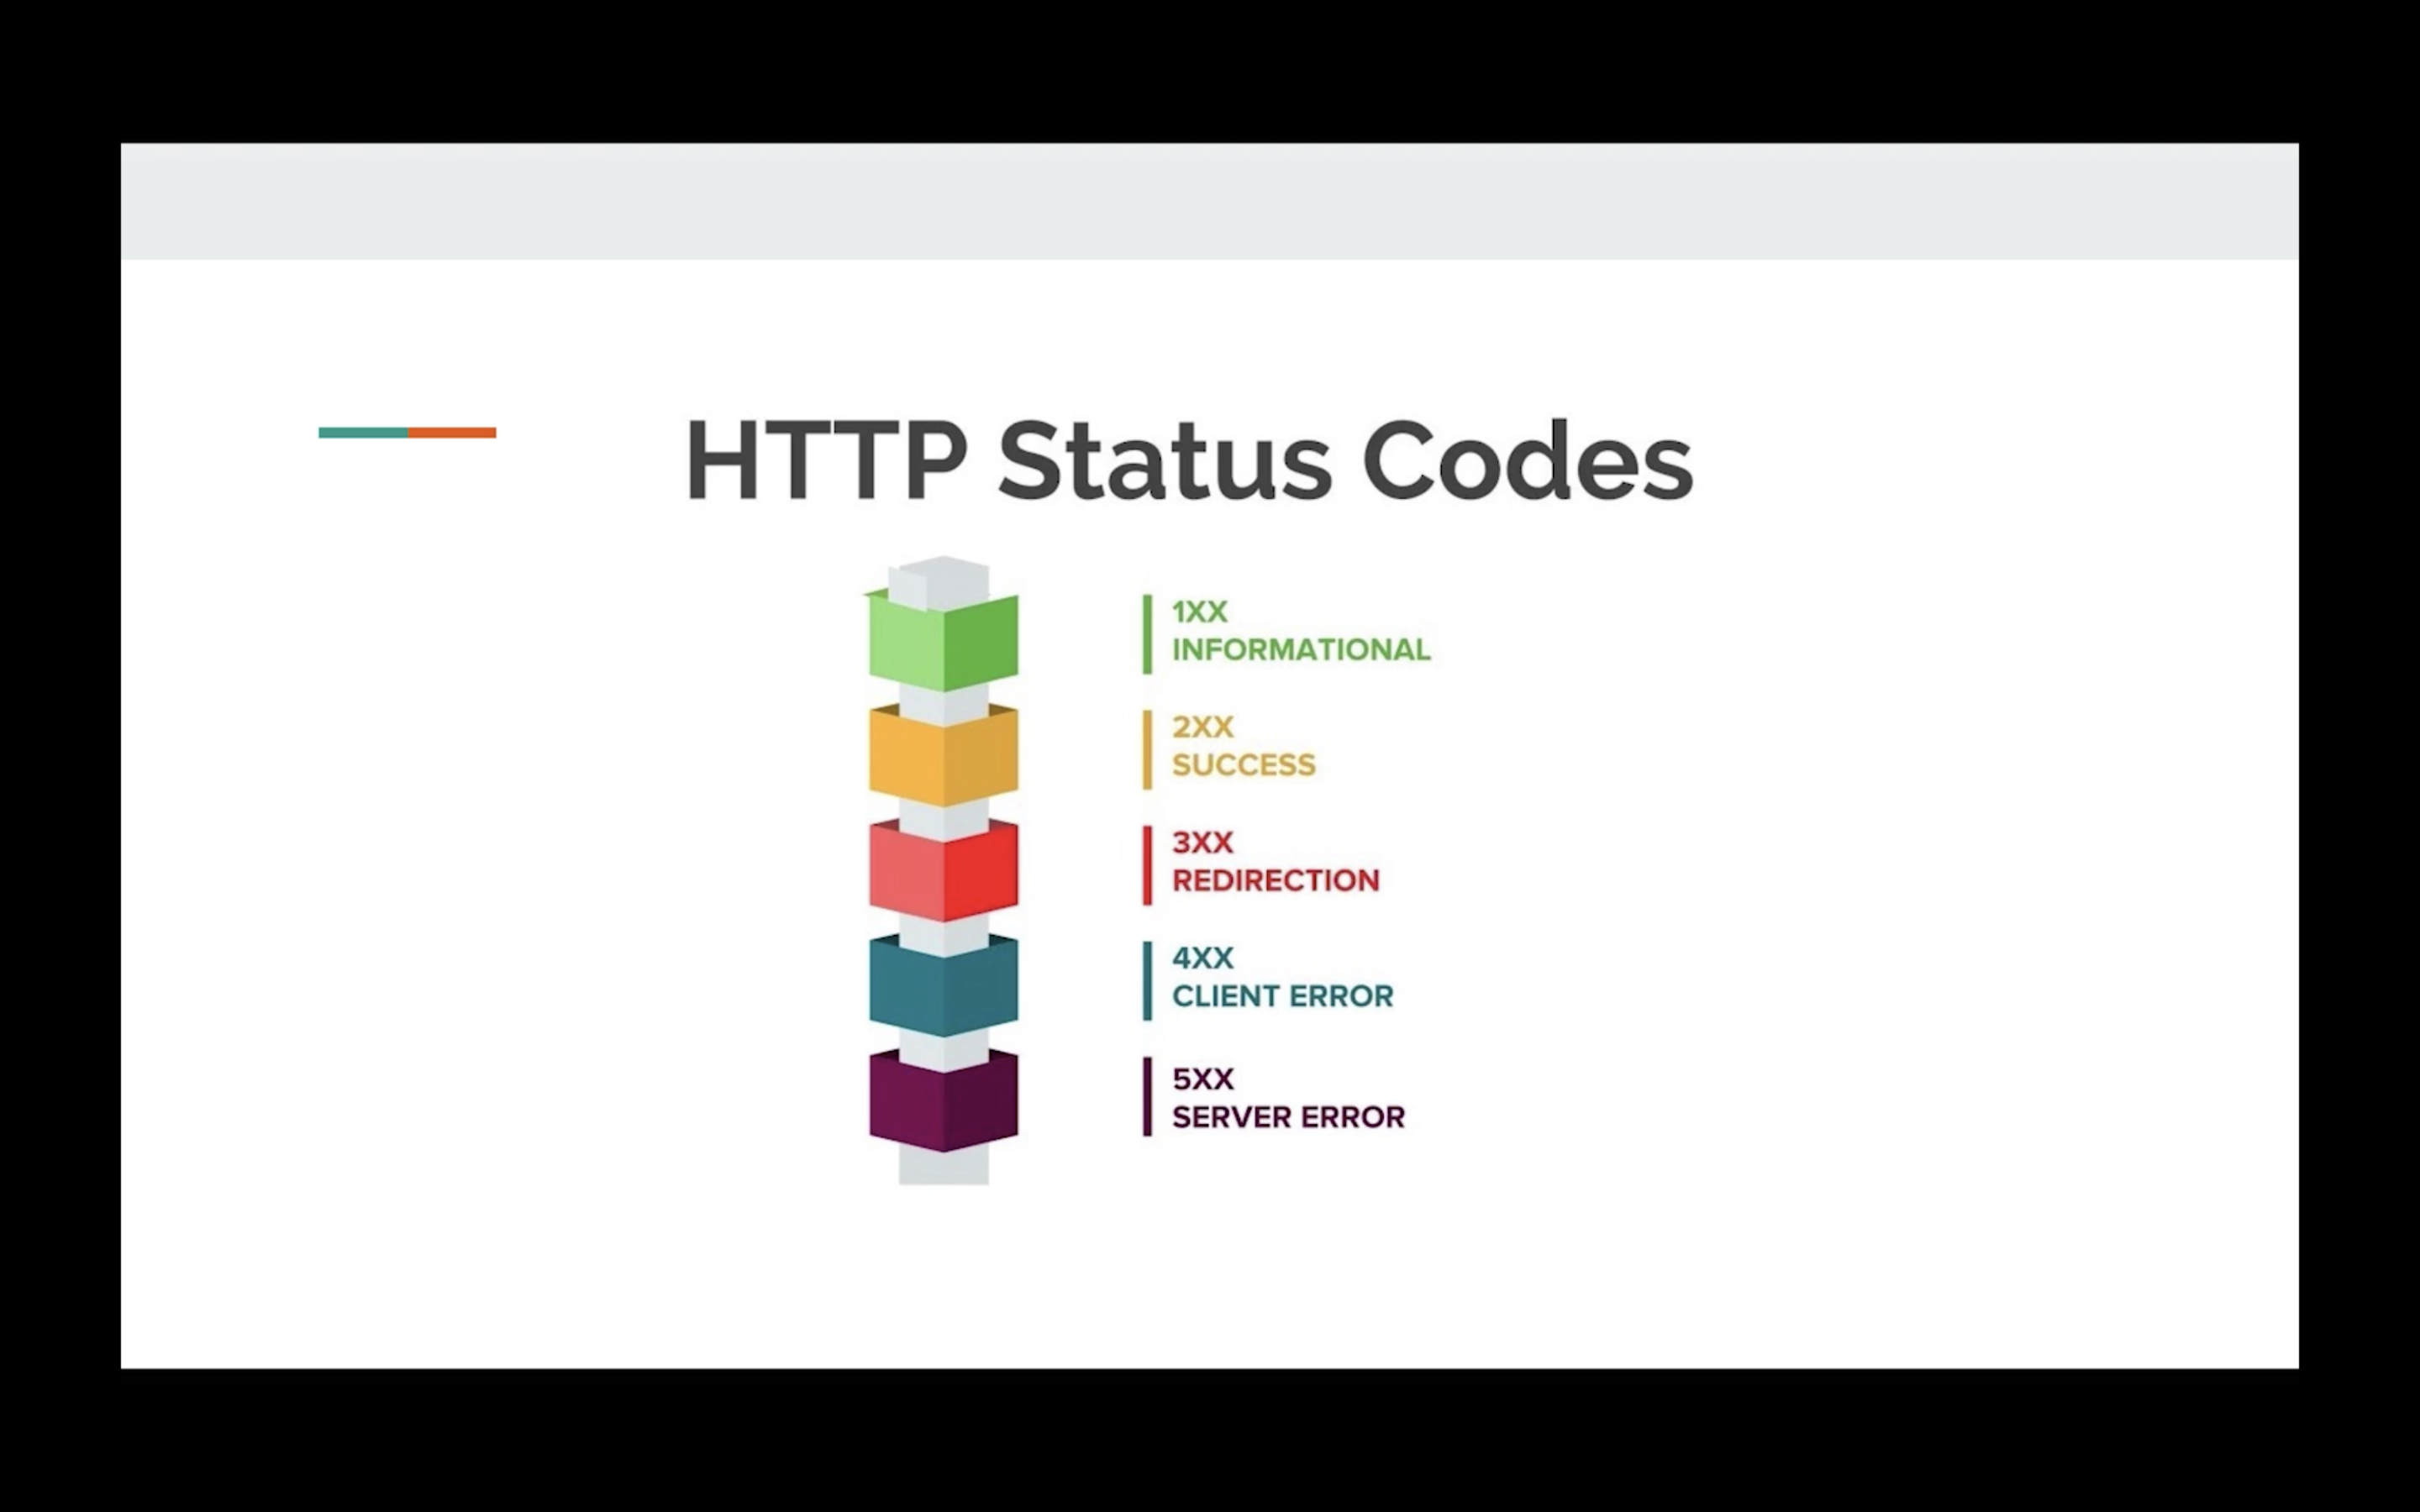 HTTP Status Codes
1XX
INFORMATIONAL
2XX
SUCCESS
3XX
REDIRECTION
4XX
CLIENT ERROR
5XX
SERVER ERROR